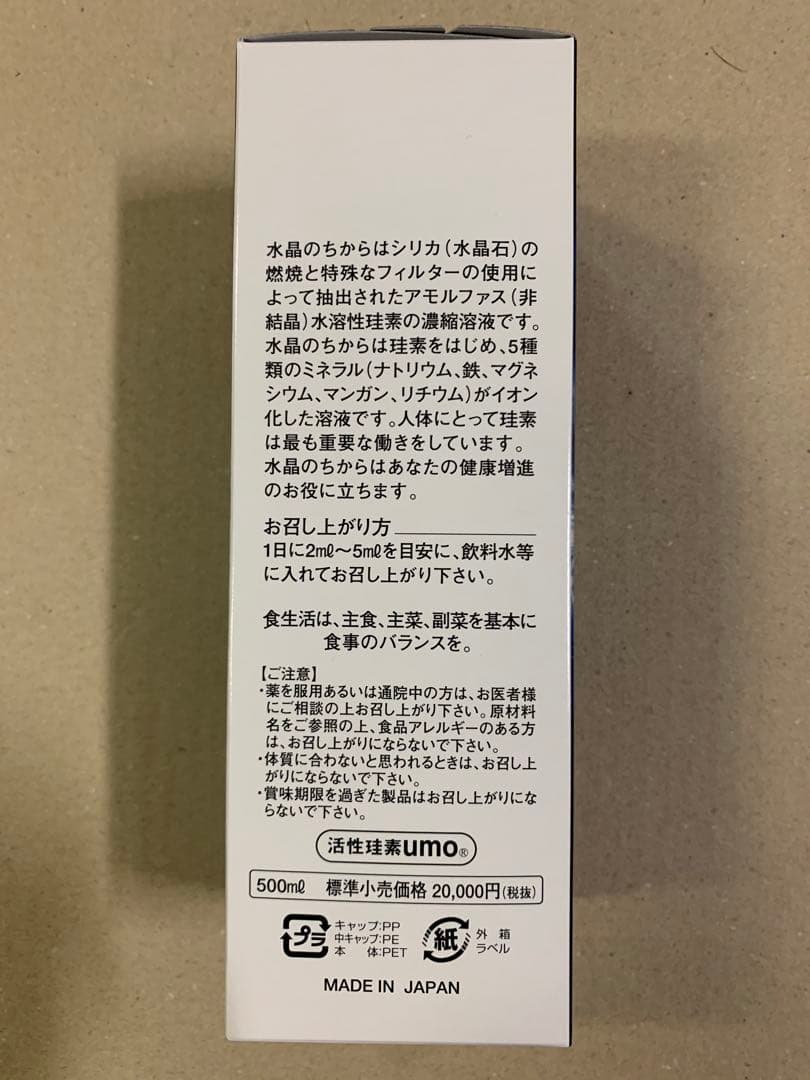 水晶のちからはシリカ(水晶石)の
燃焼と特殊なフィルターの使用に
よって抽出されたアモルファス(非
結晶)水溶性珪素の濃縮溶液です。
水晶のちからは珪素をはじめ、5種
類のミネラル(ナトリウム、鉄、マグネ
シウム、マンガン、リチウム)がイオン
化した溶液です。人体にとって珪素
は最も重要な働きをしています。
水晶のちからはあなたの健康増進
のお役に立ちます。
お召し上がり方
1日に2㎖～5㎖を目安に、飲料水等
に入れてお召し上がり下さい。
食生活は、主食、主菜、副菜を基本に
食事のバランスを。
【ご注意】
・薬を服用あるいは通院中の方は、お医者様
にご相談の上お召し上がり下さい。原材料
名をご参照の上、食品アレルギーのある方
は、お召し上がりにならないで下さい。
・体質に合わないと思われるときは、お召し上
がりにならないで下さい。
・賞味期限を過ぎた製品はお召し上がりにな
らないで下さい。
活性珪素umo®
500㎖ 標準小売価格 20,000円(税抜)
プラ キャップ:PP
中キャップ:PE
本 体:PET
紙 外 箱
ラベル
MADE IN JAPAN